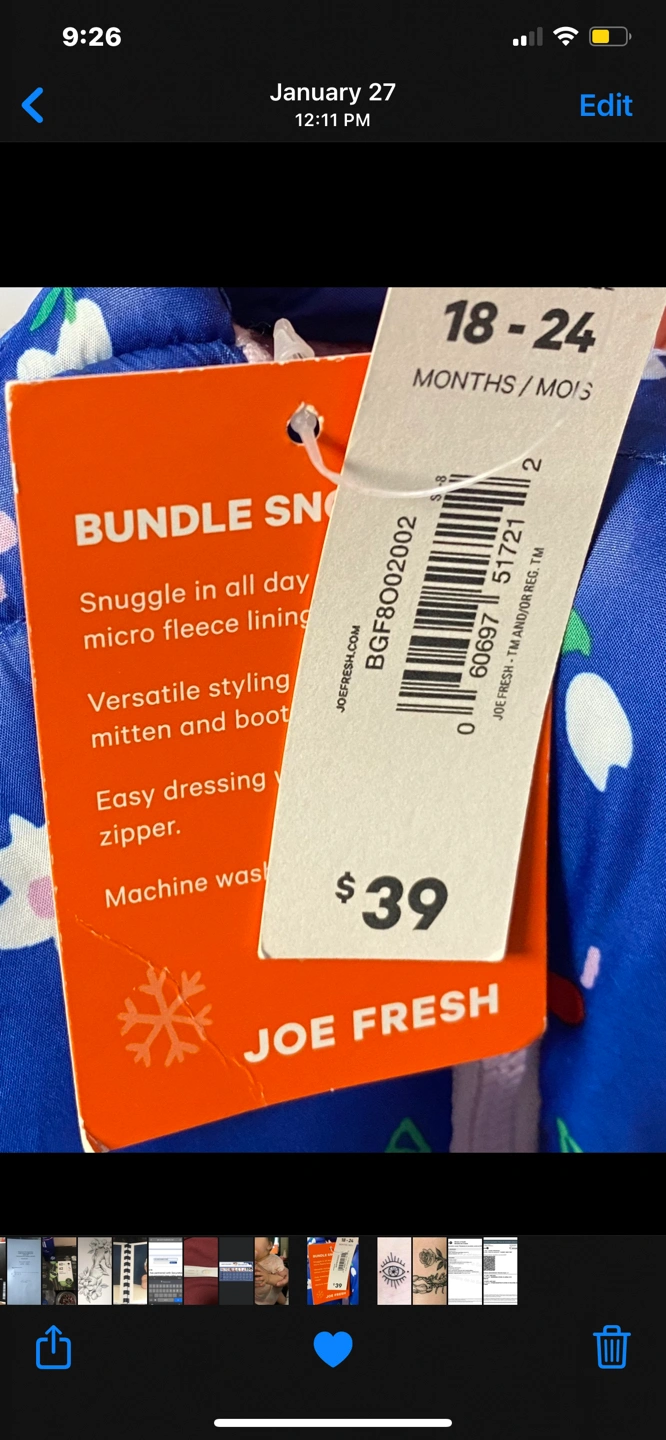 9:26
January 27
12:11 PM
Edit
BUNDLE
Snuggle in all day
micro fleece lining
Versatile styling
mitten and boot
Easy dressing
zipper.
Machine
JOE FRESH
18 - 24
MONTHS / MOIS
2
BGF8O02002
JOEFRESH.COM
0 60697 51721
JOE FRESH - TM AND/OR REG. TM
$39